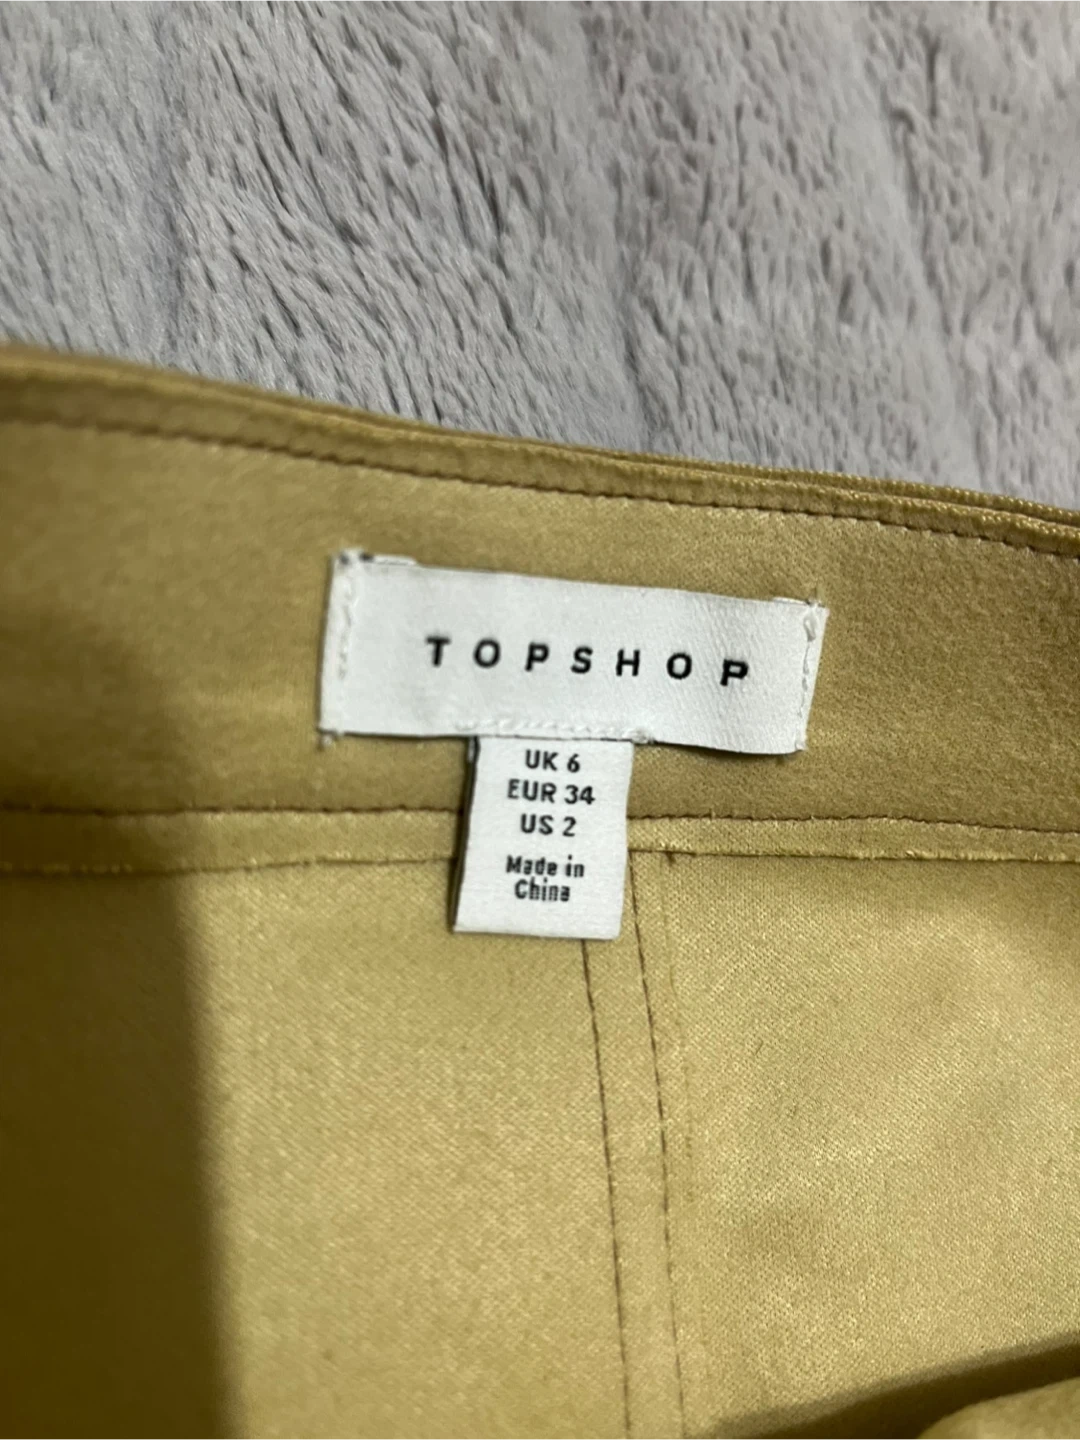 TOPSHOP
UK 6
EUR 34
US 2
Made in
China